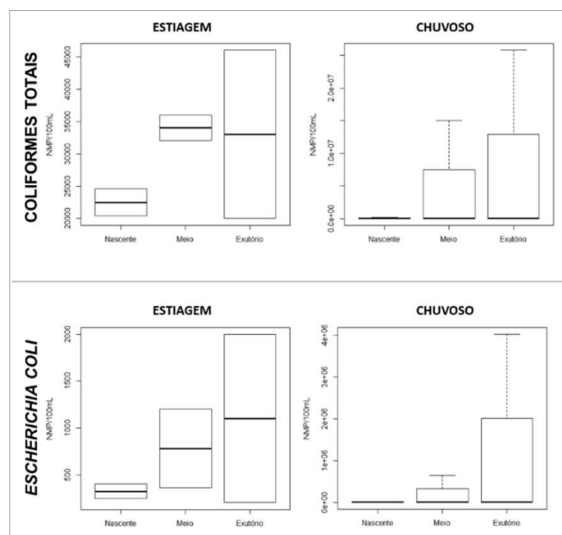 ESTIAGEM
CHUVOSO
COLIFORMES TOTAIS
NMP/100mL
45000
40000
35000
30000
25000
20000
Nascente
Meio
Exutório
NMP/100mL
2.0e+07
1.0e+07
0.0e+00
Nascente
Meio
Exutório
ESTIAGEM
CHUVOSO
ESCHERICHIA COLI
NMP/100mL
2000
1500
1000
500
Nascente
Meio
Exutório
NMP/100mL
4e+06
3e+06
2e+06
1e+06
0e+00
Nascente
Meio
Exutório